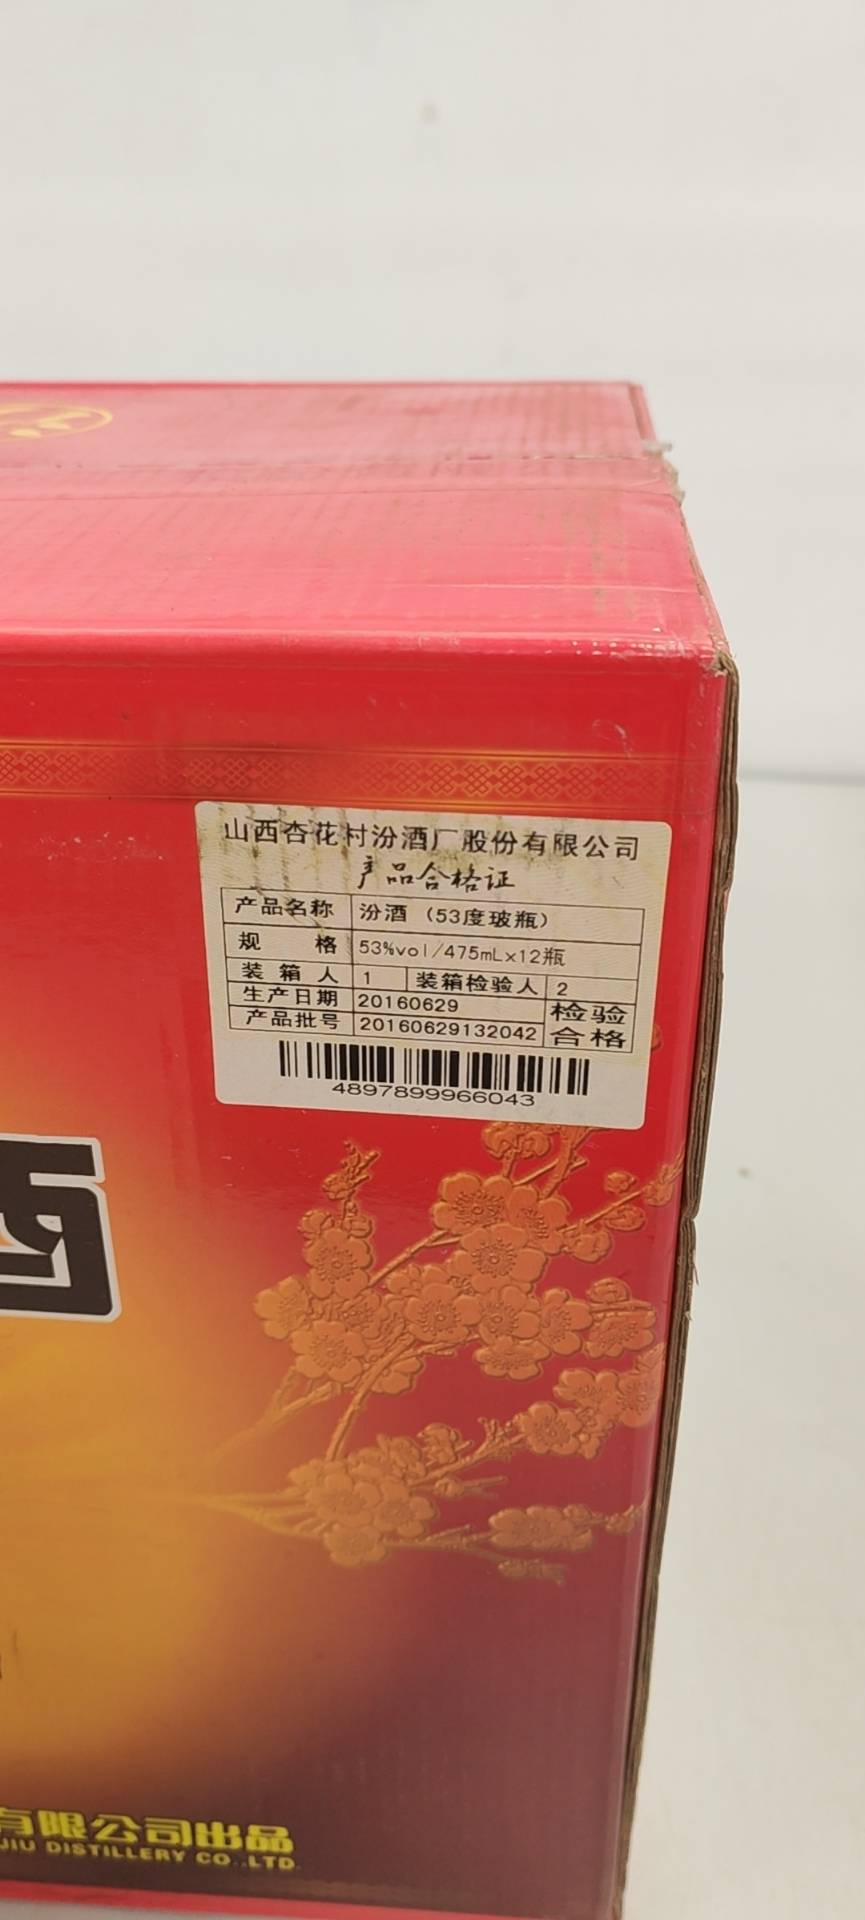 山西杏花村汾酒厂股份有限公司
产品合格证
产品名称 汾酒（53度玻瓶）
规 格 53%vol/475mL×12瓶
装箱人 1 装箱检验人 2
生产日期 20160629 检验
产品批号 20160629132042 合格
4897899966043
酒
有限公司出品
JIU DISTILLERY CO.,LTD.